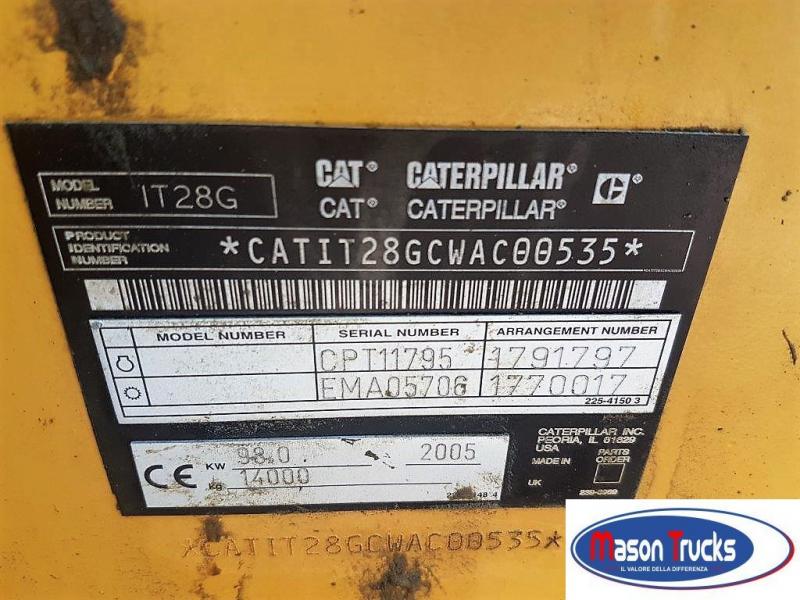 MODEL NUMBER IT28G
CAT® CATERPILLAR®
CAT® CATERPILLAR®
PRODUCT IDENTIFICATION NUMBER *CATIT28GCWAC00535*
MODEL NUMBER SERIAL NUMBER ARRANGEMENT NUMBER
CPT11795 1791797
EMA05706 1770017
225-4150 3
CE
KW 98.0 2005
kg 14000
CATERPILLAR INC.
PEORIA, IL 61629
USA
MADE IN
UK
PARTS ORDER
*CATIT28GCWAC00535*
Mason Trucks
IL VALORE DELLA DIFFERENZA